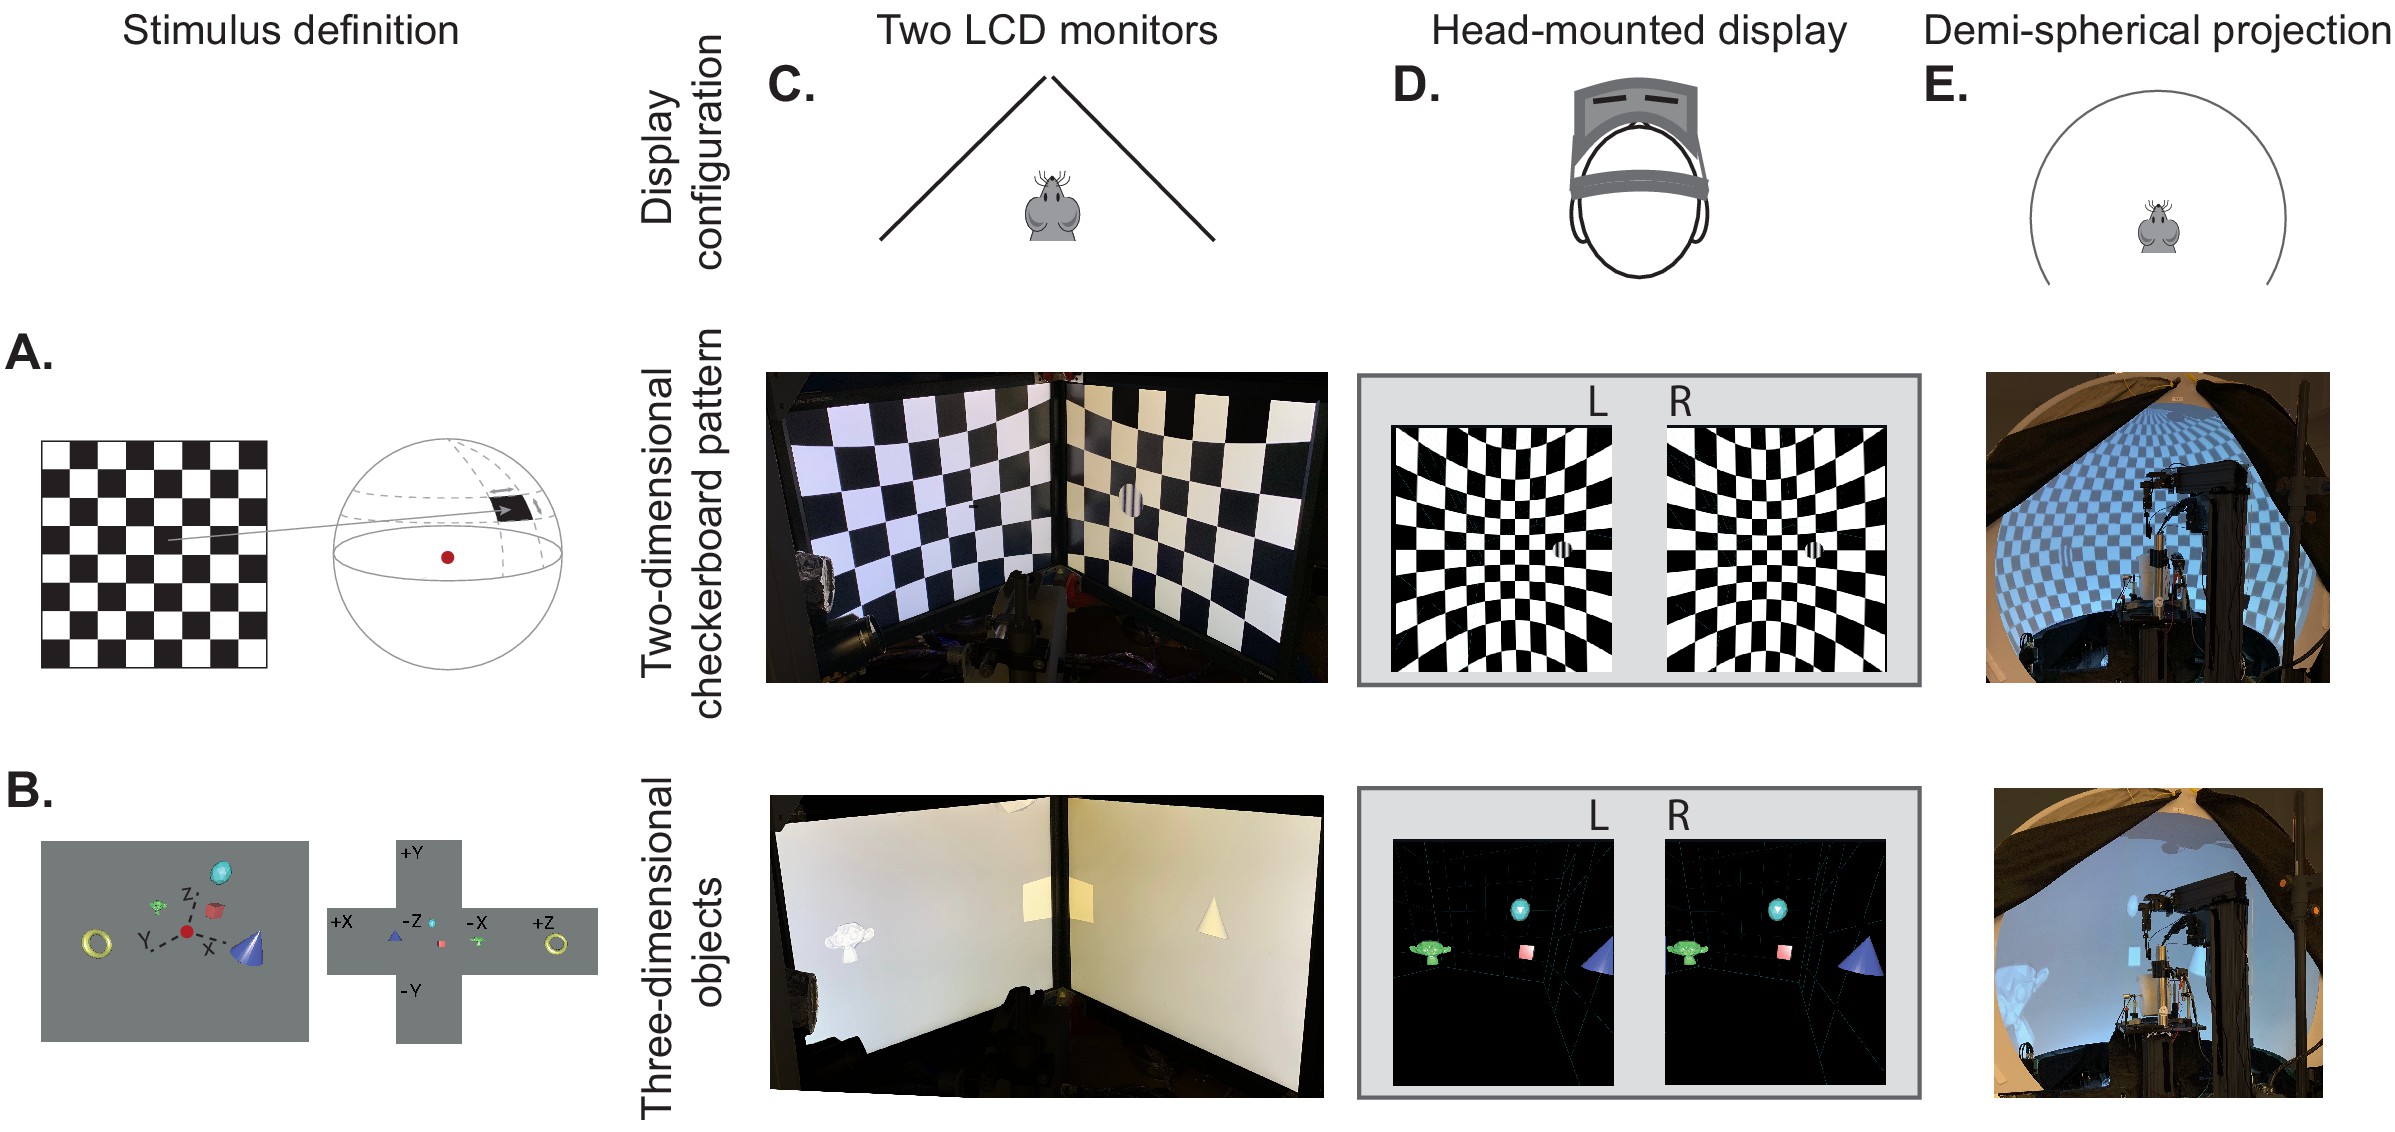 Stimulus definition
Two LCD monitors
Head-mounted display
Demi-spherical projection
Display
configuration
C.
D.
E.
A.
Two-dimensional
checkerboard pattern
L R
B.
Three-dimensional
objects
Z
Y
X
+Y
+X
-Z
-X
+Z
-Y
L R